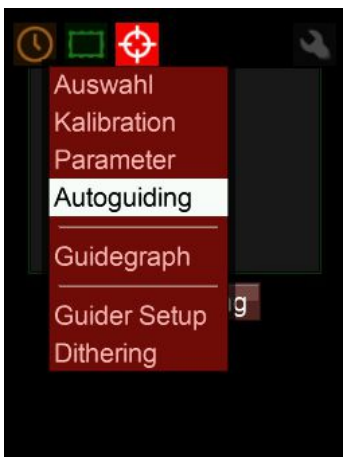 Auswahl
Kalibration
Parameter
Autoguiding
Guidegraph
g
Guider Setup
Dithering